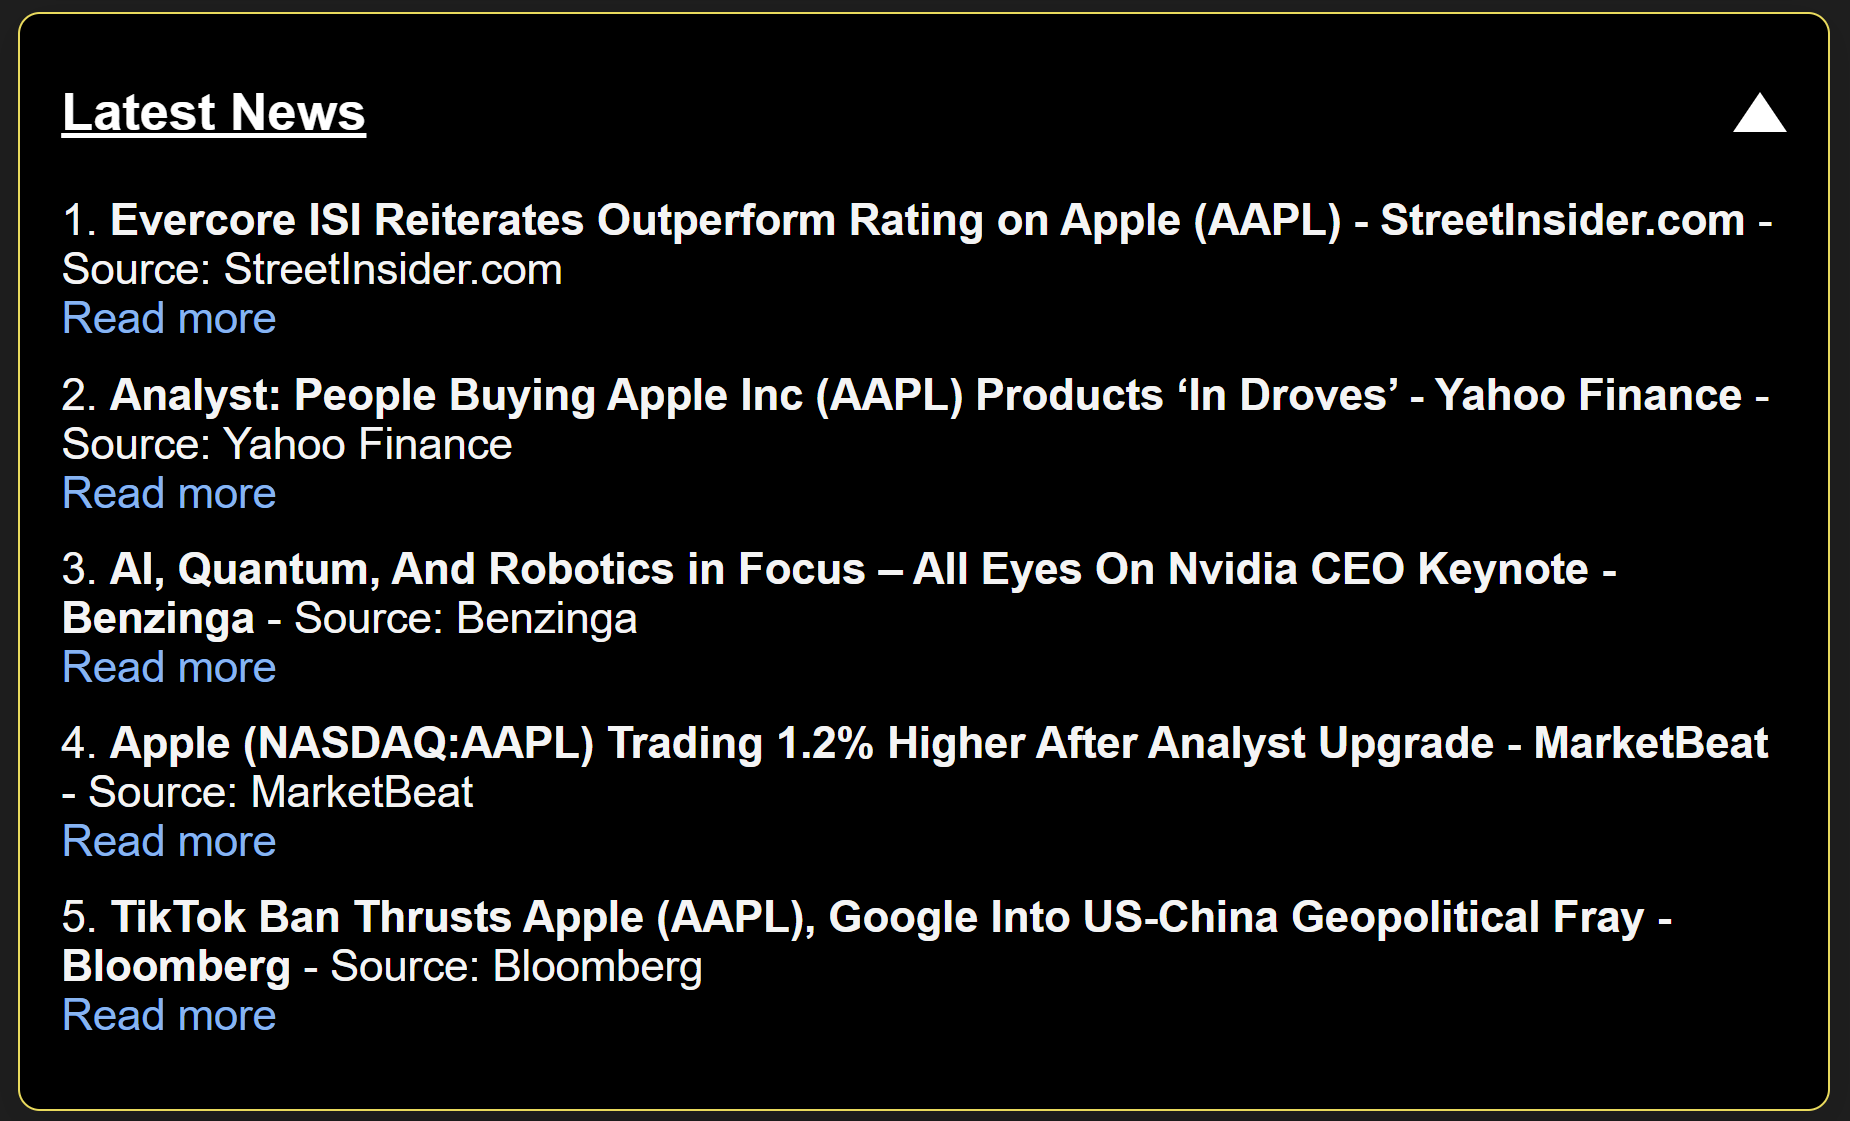 Latest News
1. Evercore ISI Reiterates Outperform Rating on Apple (AAPL) - StreetInsider.com -
Source: StreetInsider.com
Read more
2. Analyst: People Buying Apple Inc (AAPL) Products ‘In Droves’ - Yahoo Finance -
Source: Yahoo Finance
Read more
3. AI, Quantum, And Robotics in Focus – All Eyes On Nvidia CEO Keynote -
Benzinga - Source: Benzinga
Read more
4. Apple (NASDAQ:AAPL) Trading 1.2% Higher After Analyst Upgrade - MarketBeat
- Source: MarketBeat
Read more
5. TikTok Ban Thrusts Apple (AAPL), Google Into US-China Geopolitical Fray -
Bloomberg - Source: Bloomberg
Read more